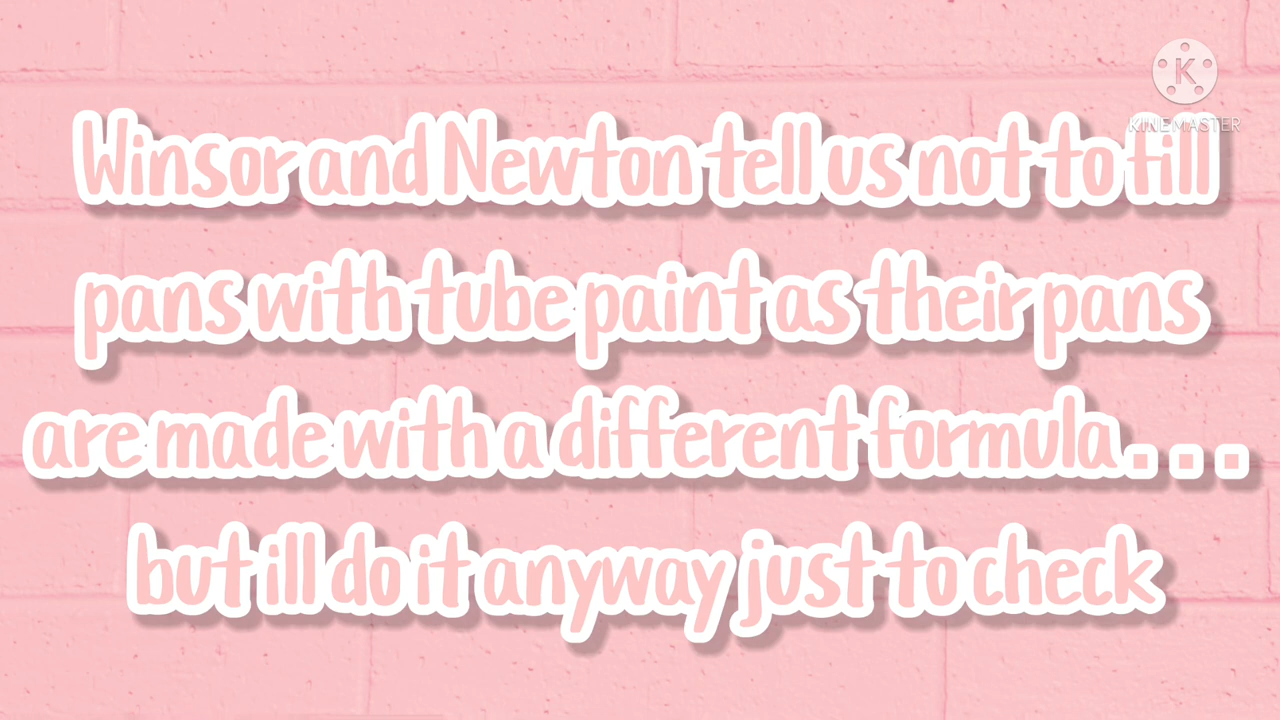 K
KINEMASTER
Winsor and Newton tell us not to fill
pans with tube paint as their pans
are made with a different formula...
but ill do it anyway just to check